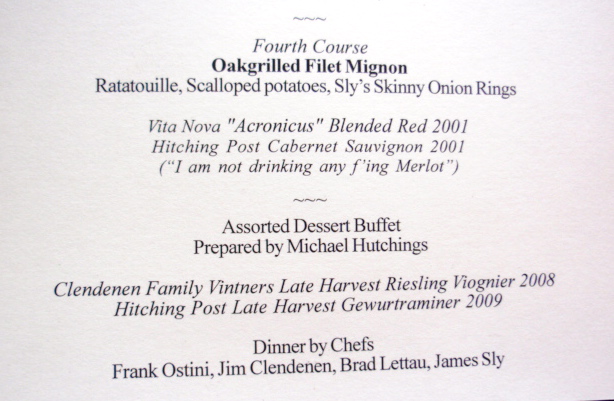 ~~~
Fourth Course
Oakgrilled Filet Mignon
Ratatouille, Scalloped potatoes, Sly's Skinny Onion Rings
Vita Nova "Acronicus" Blended Red 2001
Hitching Post Cabernet Sauvignon 2001
(“I am not drinking any f'ing Merlot”)
~~~
Assorted Dessert Buffet
Prepared by Michael Hutchings
Clendenen Family Vintners Late Harvest Riesling Viognier 2008
Hitching Post Late Harvest Gewurtraminer 2009
Dinner by Chefs
Frank Ostini, Jim Clendenen, Brad Lettau, James Sly